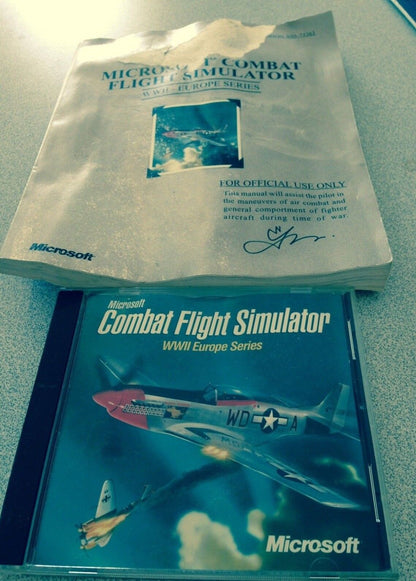 MICROSOFT COMBAT
FLIGHT SIMULATOR
WWII - EUROPE SERIES
FOR OFFICIAL USE ONLY
This manual will assist the pilot in
the maneuvers of air combat and
general comportment of fighter
aircraft during time of war.
Microsoft
Microsoft
Combat Flight Simulator
WWII Europe Series
WD A
Microsoft